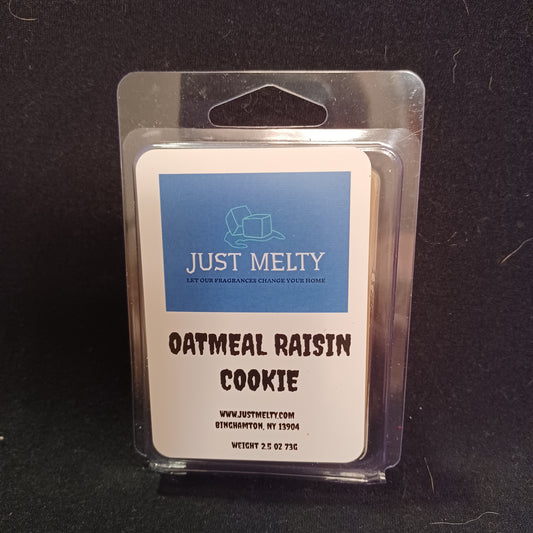 JUST MELTY
LET OUR FRAGRANCES CHANGE YOUR HOME
OATMEAL RAISIN
COOKIE
WWW.JUSTMELTY.COM
BINGHAMTON, NY 13904
WEIGHT 2.5 OZ 73G